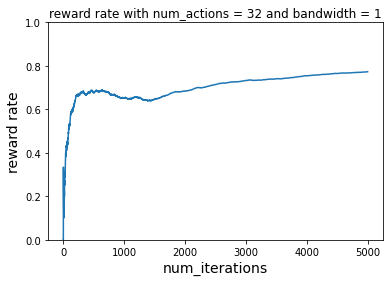 reward rate with num_actions = 32 and bandwidth = 1
1.0
0.8
0.6
0.4
0.2
0.0
reward rate
0 1000 2000 3000 4000 5000
num_iterations